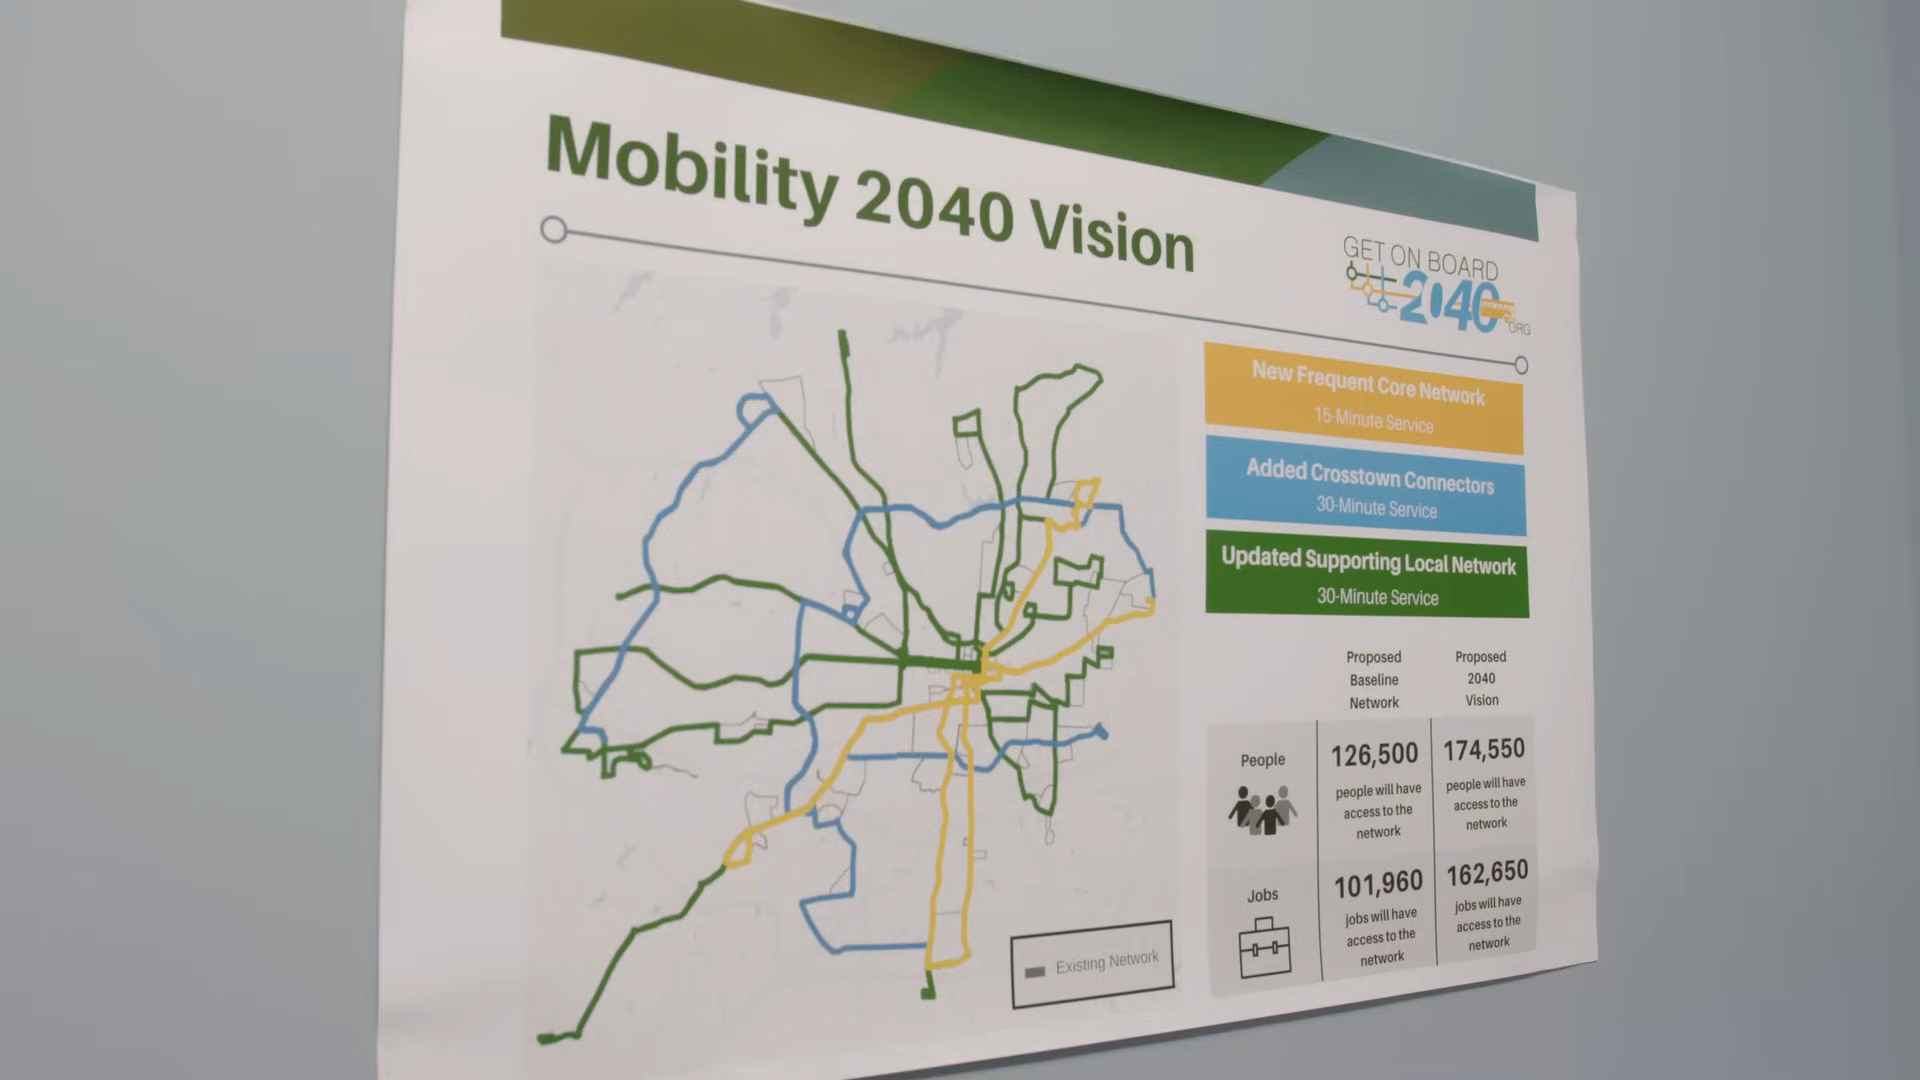 Mobility 2040 Vision
GET ON BOARD
2040
.ORG
New Frequent Core Network
15-Minute Service
Added Crosstown Connectors
30-Minute Service
Updated Supporting Local Network
30-Minute Service
Proposed
Baseline
Network
Proposed
2040
Vision
People
126,500
people will have
access to the
network
174,550
people will have
access to the
network
Jobs
101,960
jobs will have
access to the
network
162,650
jobs will have
access to the
network
Existing Network